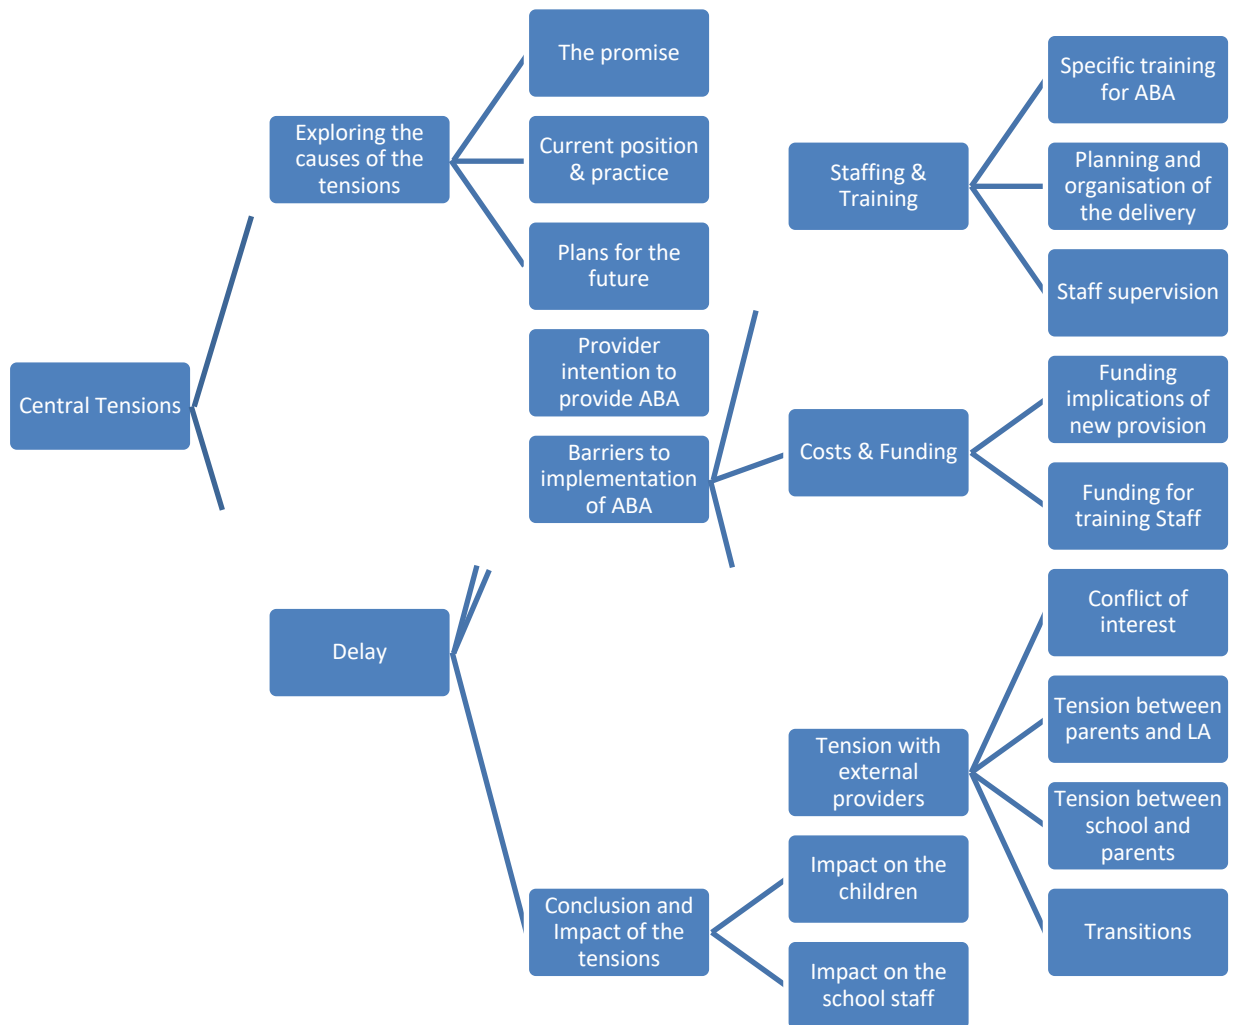 Central Tensions
Exploring the
causes of the
tensions
Delay
The promise
Current position
& practice
Plans for the
future
Provider
intention to
provide ABA
Barriers to
implementation
of ABA
Conclusion and
Impact of the
tensions
Staffing &
Training
Costs & Funding
Tension with
external
providers
Impact on the
children
Impact on the
school staff
Specific training
for ABA
Planning and
organisation of
the delivery
Staff supervision
Funding
implications of
new provision
Funding for
training Staff
Conflict of
interest
Tension between
parents and LA
Tension between
school and
parents
Transitions